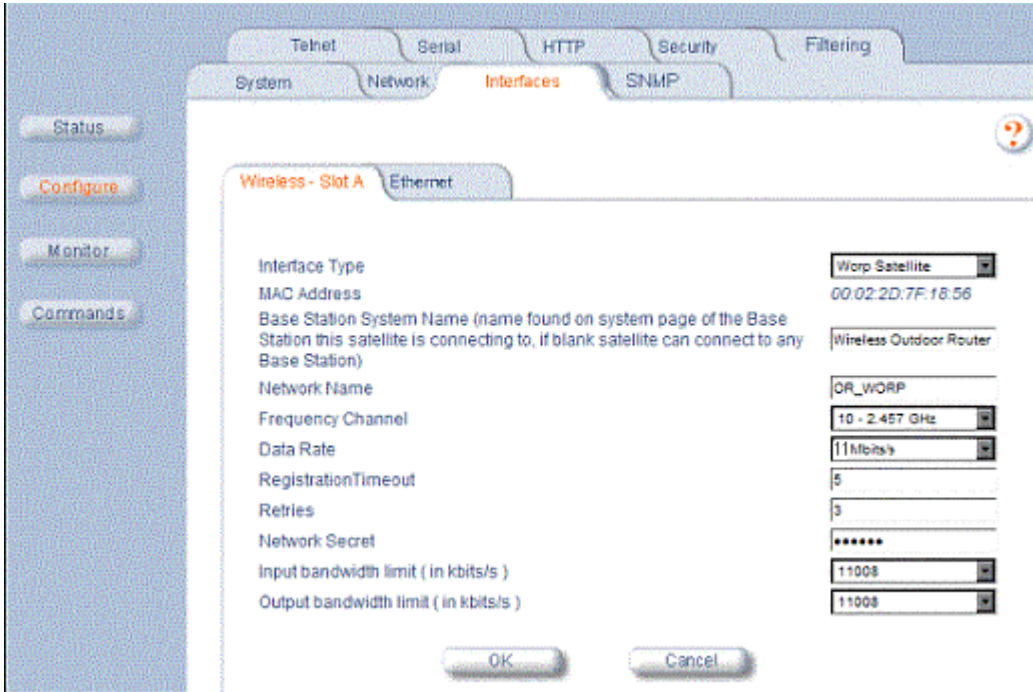 Telnet Serial HTTP Security Filtering
System Network Interfaces SNMP
Status
Configure
Monitor
Commands
?
Wireless - Slot A Ethernet
Interface Type Worp Satellite
MAC Address 00:02:2D:7F:18:56
Base Station System Name (name found on system page of the Base
Station this satellite is connecting to, if blank satellite can connect to any
Base Station)
Wireless Outdoor Router
Network Name OR_WORP
Frequency Channel 10 - 2.457 GHz
Data Rate 11Mbits/s
RegistrationTimeout 5
Retries 3
Network Secret ••••••
Input bandwidth limit ( in kbits/s ) 11008
Output bandwidth limit ( in kbits/s ) 11008
OK Cancel